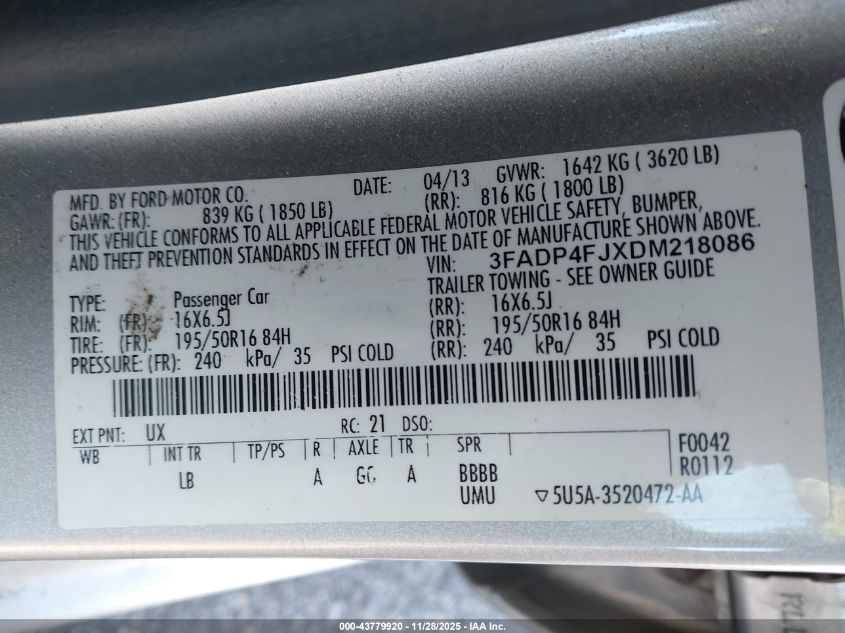 MFD. BY FORD MOTOR CO. DATE: 04/13 GVWR: 1642 KG ( 3620 LB)
GAWR: (FR): 839 KG ( 1850 LB) (RR): 816 KG ( 1800 LB)
THIS VEHICLE CONFORMS TO ALL APPLICABLE FEDERAL MOTOR VEHICLE SAFETY, BUMPER,
AND THEFT PREVENTION STANDARDS IN EFFECT ON THE DATE OF MANUFACTURE SHOWN ABOVE.
VIN: 3FADP4FJXDM218086
TRAILER TOWING - SEE OWNER GUIDE
TYPE: Passenger Car
RIM: (FR): 16X6.5J (RR): 16X6.5J
TIRE: (FR): 195/50R16 84H (RR): 195/50R16 84H
PRESSURE: (FR): 240 kPa/ 35 PSI COLD (RR): 240 kPa/ 35 PSI COLD
EXT PNT: UX RC: 21 DSO:
WB INT TR TP/PS R AXLE TR SPR F0042
LB A GG A BBBB R0112
UMU ▽5U5A-3520472-AA
000-43779920 - 11/28/2025 - IAA Inc.